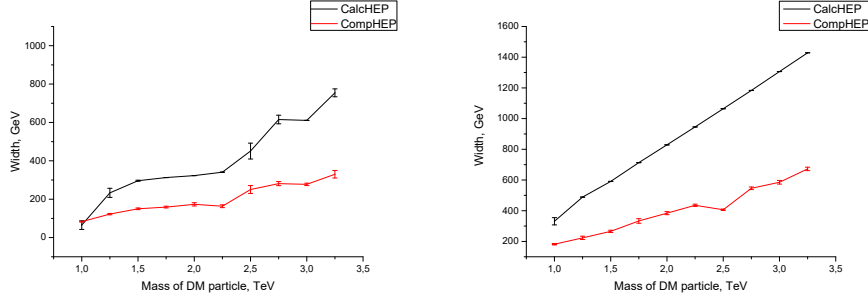 CalcHEP
CompHEP
1000
800
600
400
200
0
Width, GeV
1,0 1,5 2,0 2,5 3,0 3,5
Mass of DM particle, TeV
CalcHEP
CompHEP
1600
1400
1200
1000
800
600
400
200
Width, GeV
1,0 1,5 2,0 2,5 3,0 3,5
Mass of DM particle, TeV